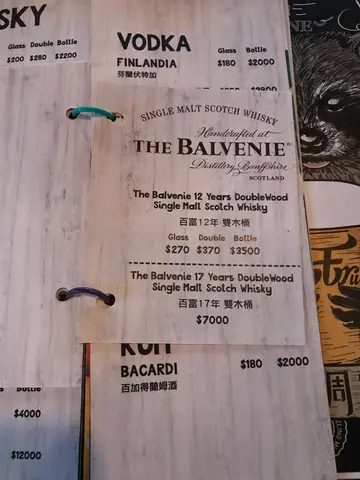 SKY
Glass Double Bottle
$200 $280 $2200
VODKA
Glass Bottle
FINLANDIA $180 $2000
芬蘭伏特加
SINGLE MALT SCOTCH WHISKY
Handcrafted at
THE BALVENIE®
Distillery Banffshire
SCOTLAND
The Balvenie 12 Years DoubleWood
Single Malt Scotch Whisky
百富12年 雙木桶
Glass Double Bottle
$270 $370 $3500
The Balvenie 17 Years DoubleWood
Single Malt Scotch Whisky
百富17年 雙木桶
$7000
RUM
BACARDI $180 $2000
百加得蘭姆酒
Bottle
$4000
$12000
周